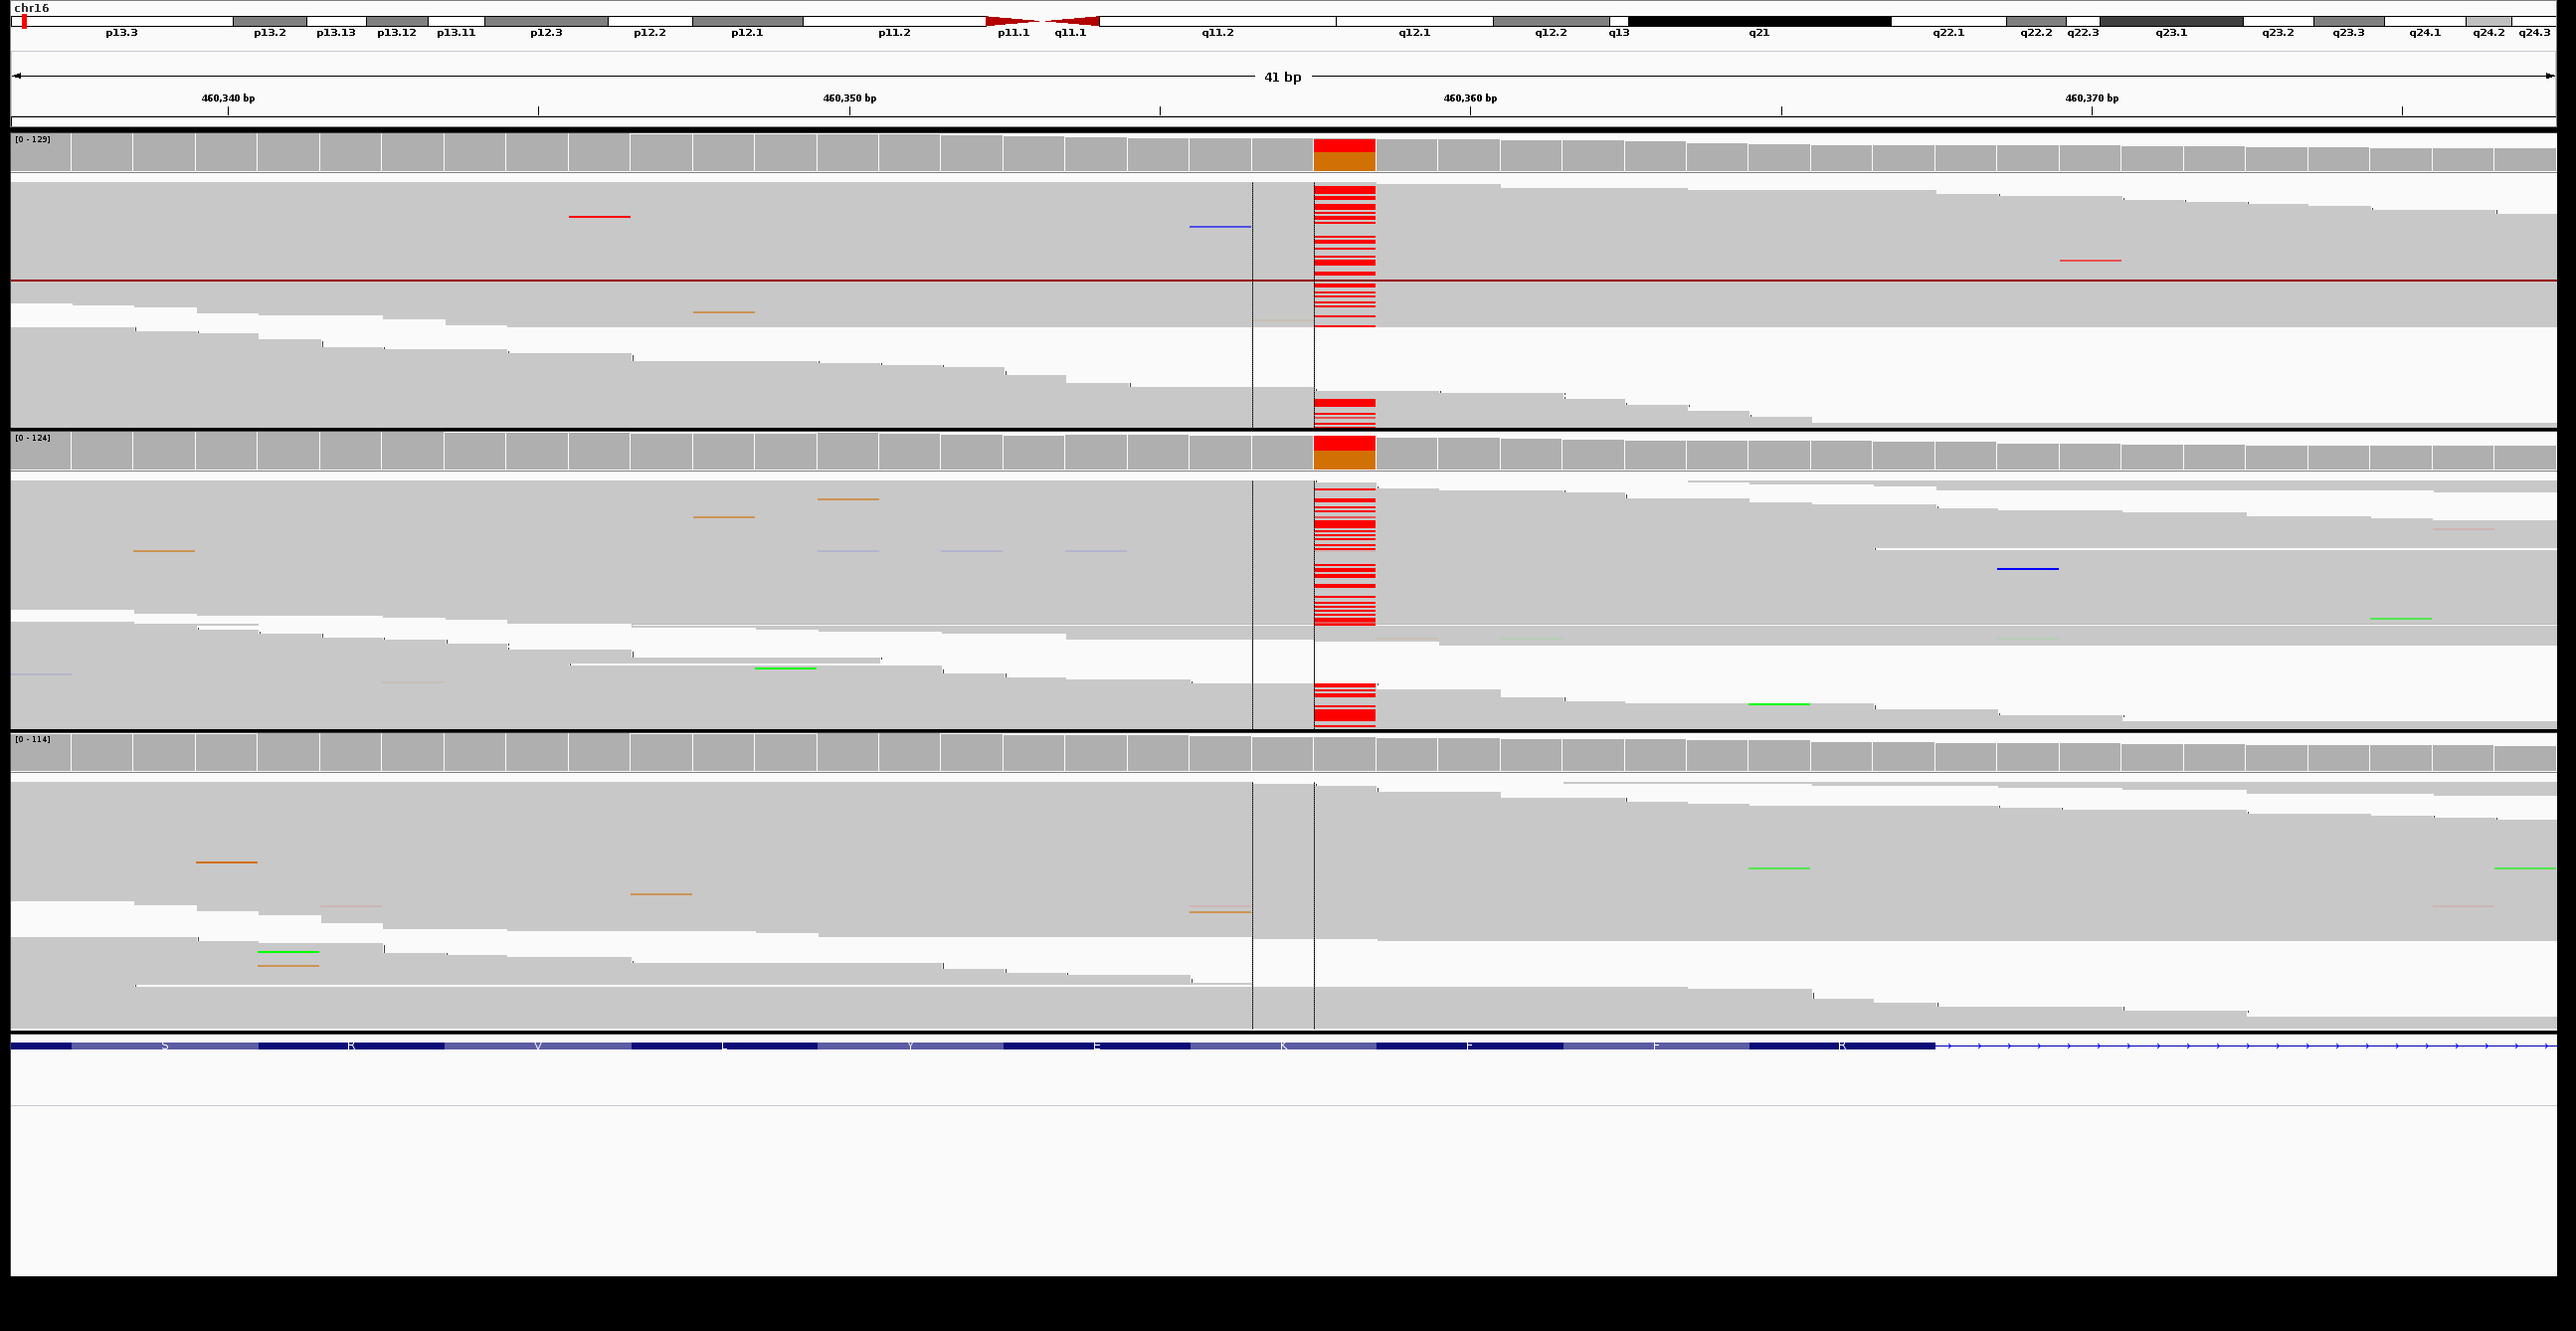 chr16
p13.3 p13.2 p13.13 p13.12 p13.11 p12.3 p12.2 p12.1 p11.2 p11.1 q11.1 q11.2 q12.1 q12.2 q13 q21 q22.1 q22.2 q22.3 q23.1 q23.2 q23.3 q24.1 q24.2 q24.3
41 bp
460,340 bp 460,350 bp 460,360 bp 460,370 bp
[0 - 129]
[0 - 124]
[0 - 114]
S R V L Y E K F F R